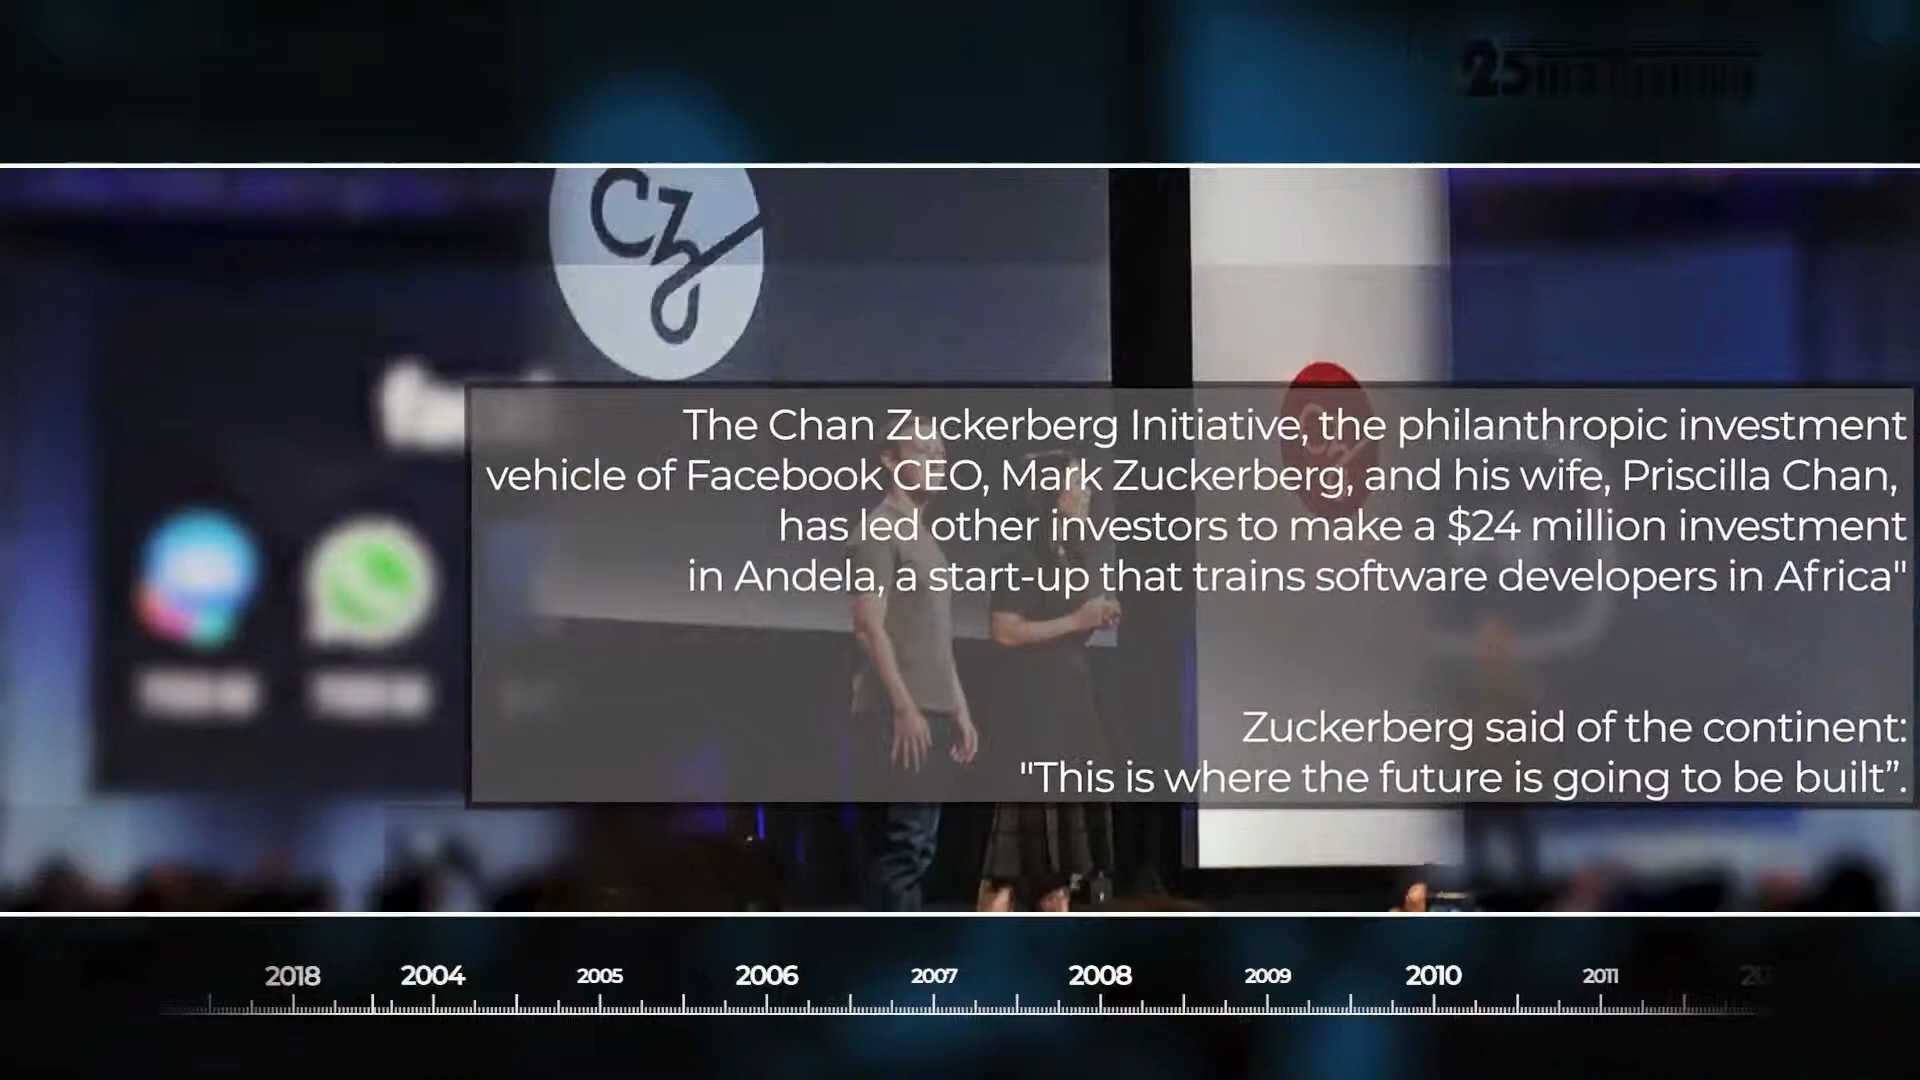 25
CZ
The Chan Zuckerberg Initiative, the philanthropic investment
vehicle of Facebook CEO, Mark Zuckerberg, and his wife, Priscilla Chan,
has led other investors to make a $24 million investment
in Andela, a start-up that trains software developers in Africa"
Zuckerberg said of the continent:
"This is where the future is going to be built”.
2018 2004 2005 2006 2007 2008 2009 2010 2011